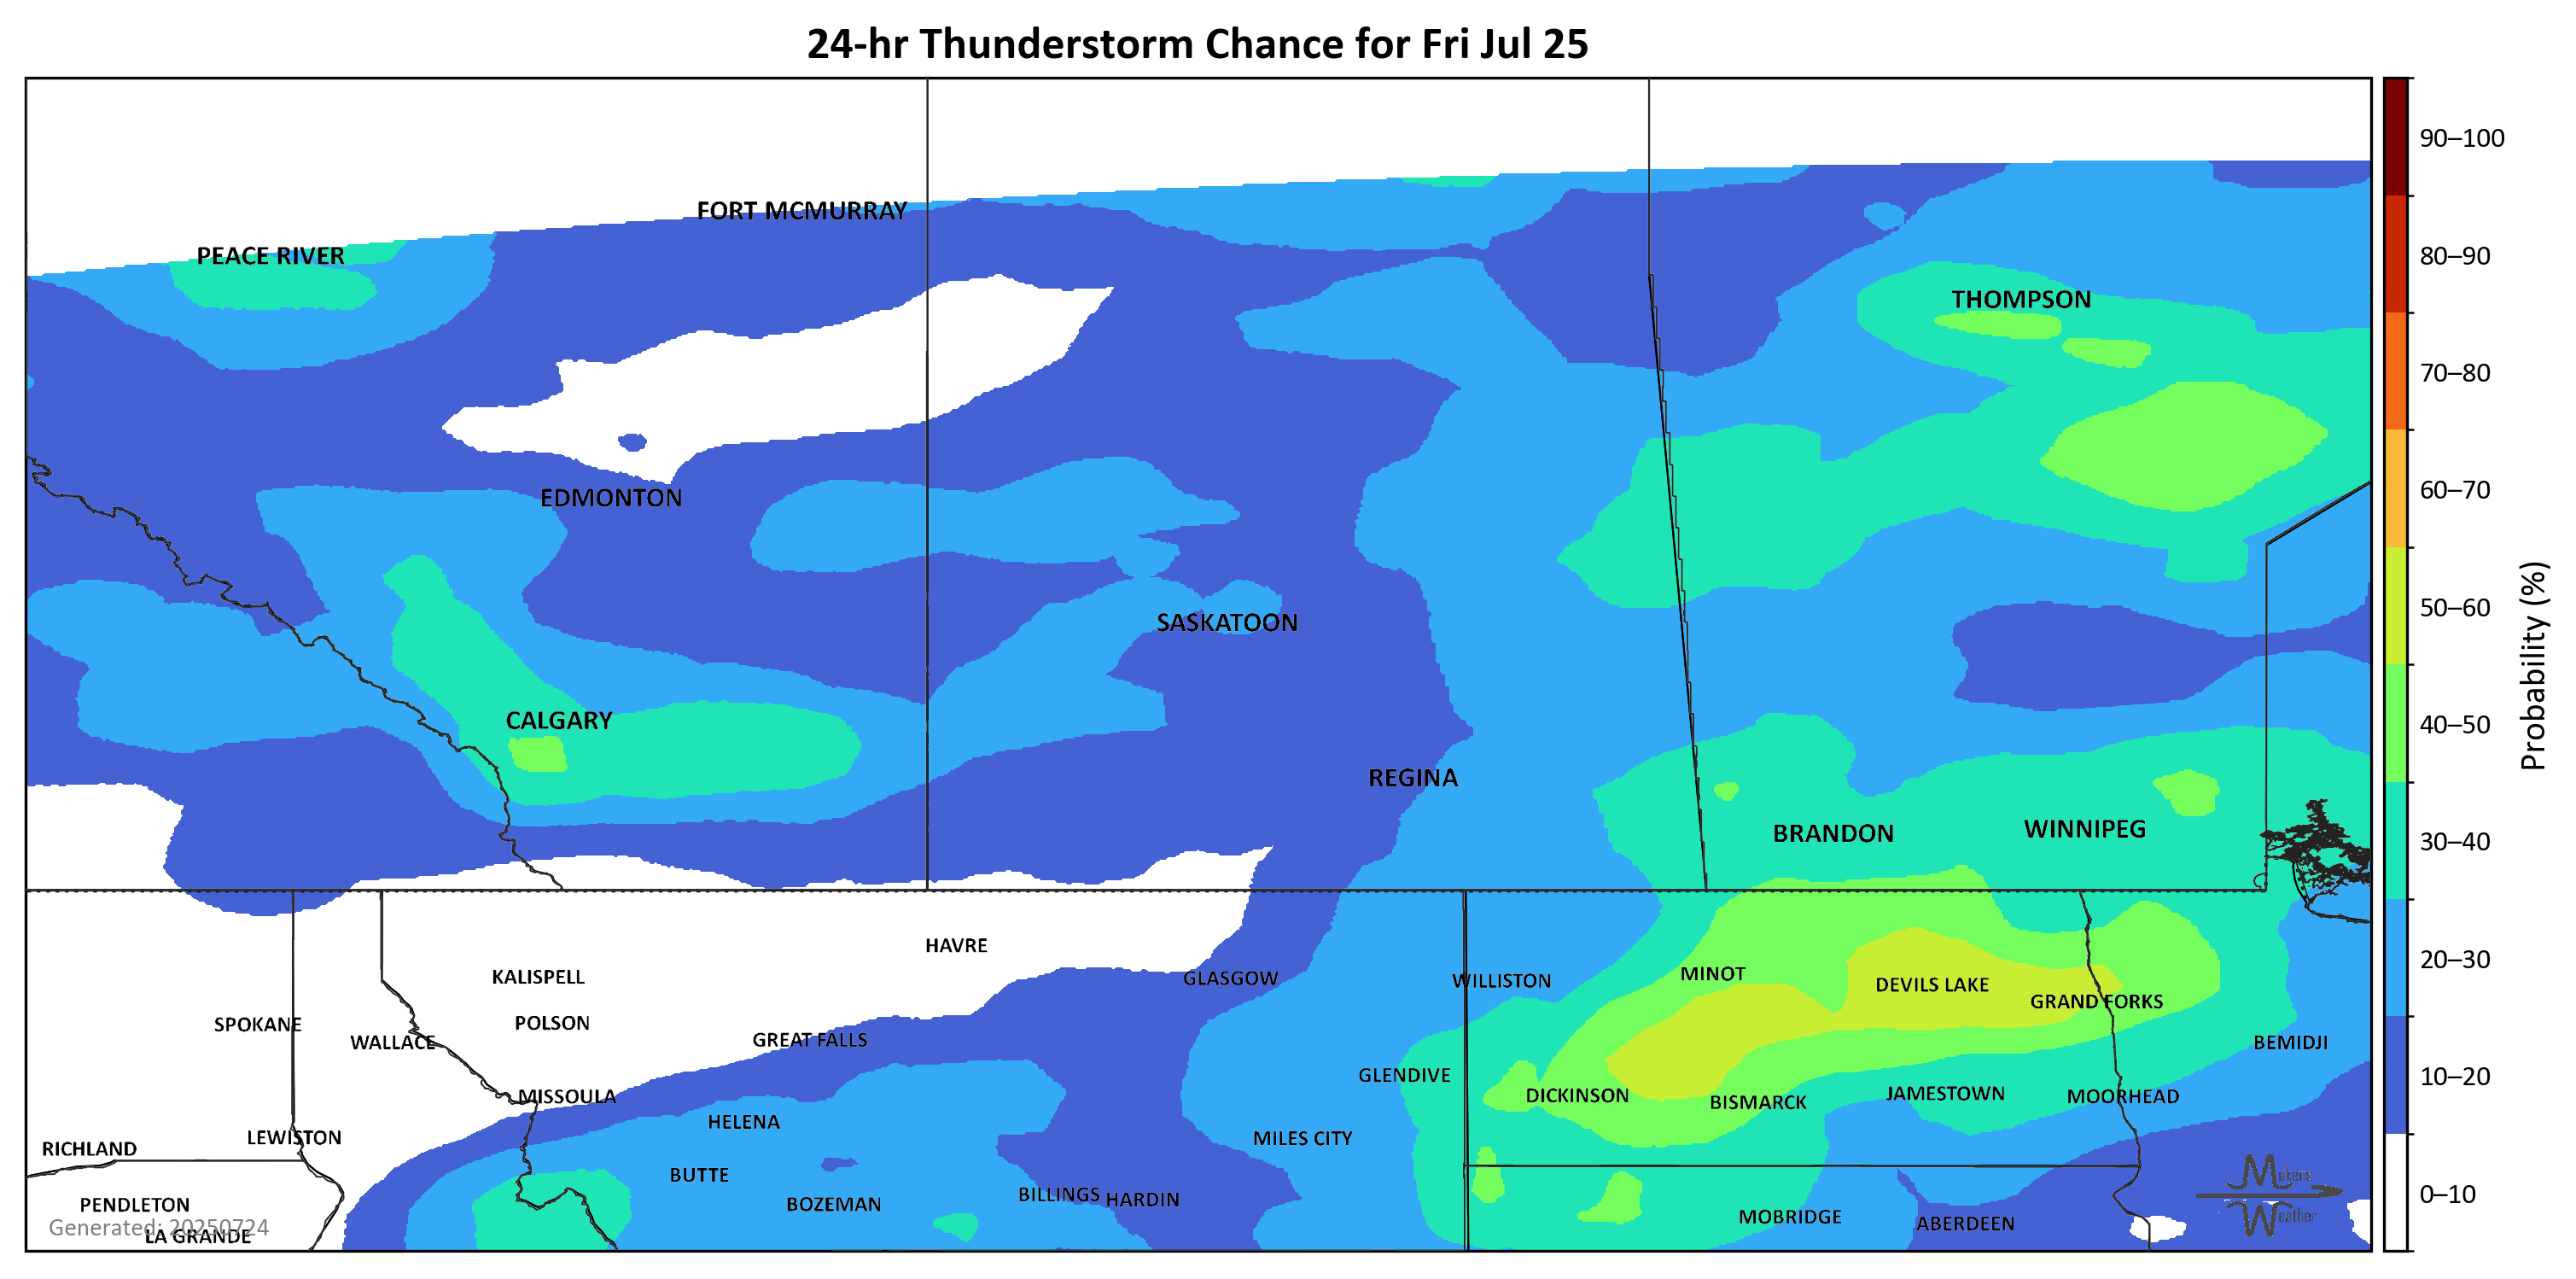 24-hr Thunderstorm Chance for Fri Jul 25
90–100
FORT MCMURRAY
PEACE RIVER
80–90
THOMPSON
70–80
60–70
EDMONTON
50–60
SASKATOON
Probability (%)
CALGARY
40–50
REGINA
BRANDON
WINNIPEG
30–40
HAVRE
20–30
KALISPELL
GLASGOW
WILLISTON
MINOT
DEVILS LAKE
GRAND FORKS
SPOKANE
POLSON
WALLACE
GREAT FALLS
BEMIDJI
GLENDIVE
10–20
MISSOULA
DICKINSON
BISMARCK
JAMESTOWN
MOORHEAD
HELENA
LEWISTON
MILES CITY
RICHLAND
BUTTE
Makens
0–10
BILLINGS
HARDIN
PENDLETON
BOZEMAN
Weather
MOBRIDGE
ABERDEEN
Generated: 20250724
LA GRANDE